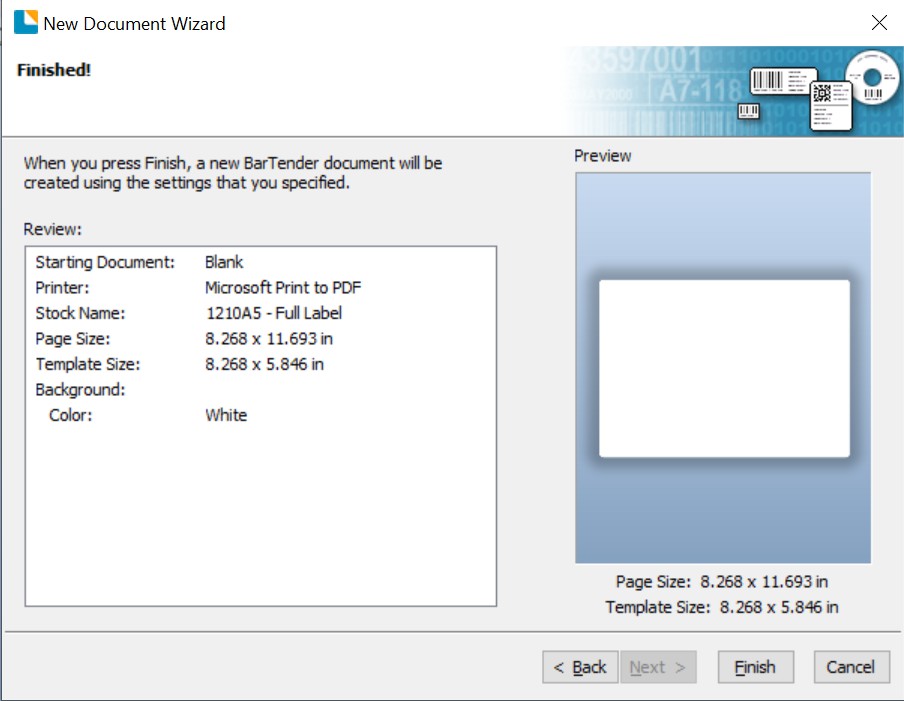 New Document Wizard
Finished!
3597001
A7-118
When you press Finish, a new BarTender document will be
created using the settings that you specified.
Preview
Review:
Starting Document: Blank
Printer: Microsoft Print to PDF
Stock Name: 1210A5 - Full Label
Page Size: 8.268 x 11.693 in
Template Size: 8.268 x 5.846 in
Background:
Color: White
Page Size: 8.268 x 11.693 in
Template Size: 8.268 x 5.846 in
< Back
Next >
Finish
Cancel